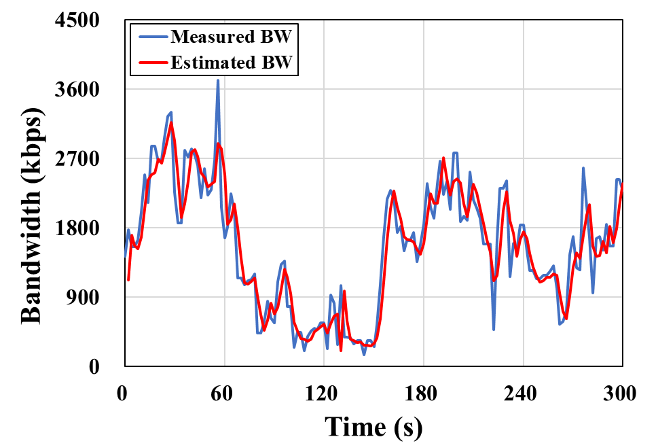 4500
3600
2700
1800
900
0
Bandwidth (kbps)
Measured BW
Estimated BW
0 60 120 180 240 300
Time (s)